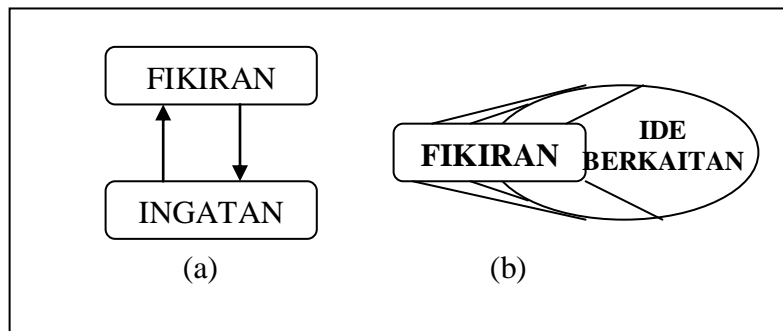 FIKIRAN
INGATAN
(a)
FIKIRAN
IDE
BERKAITAN
(b)